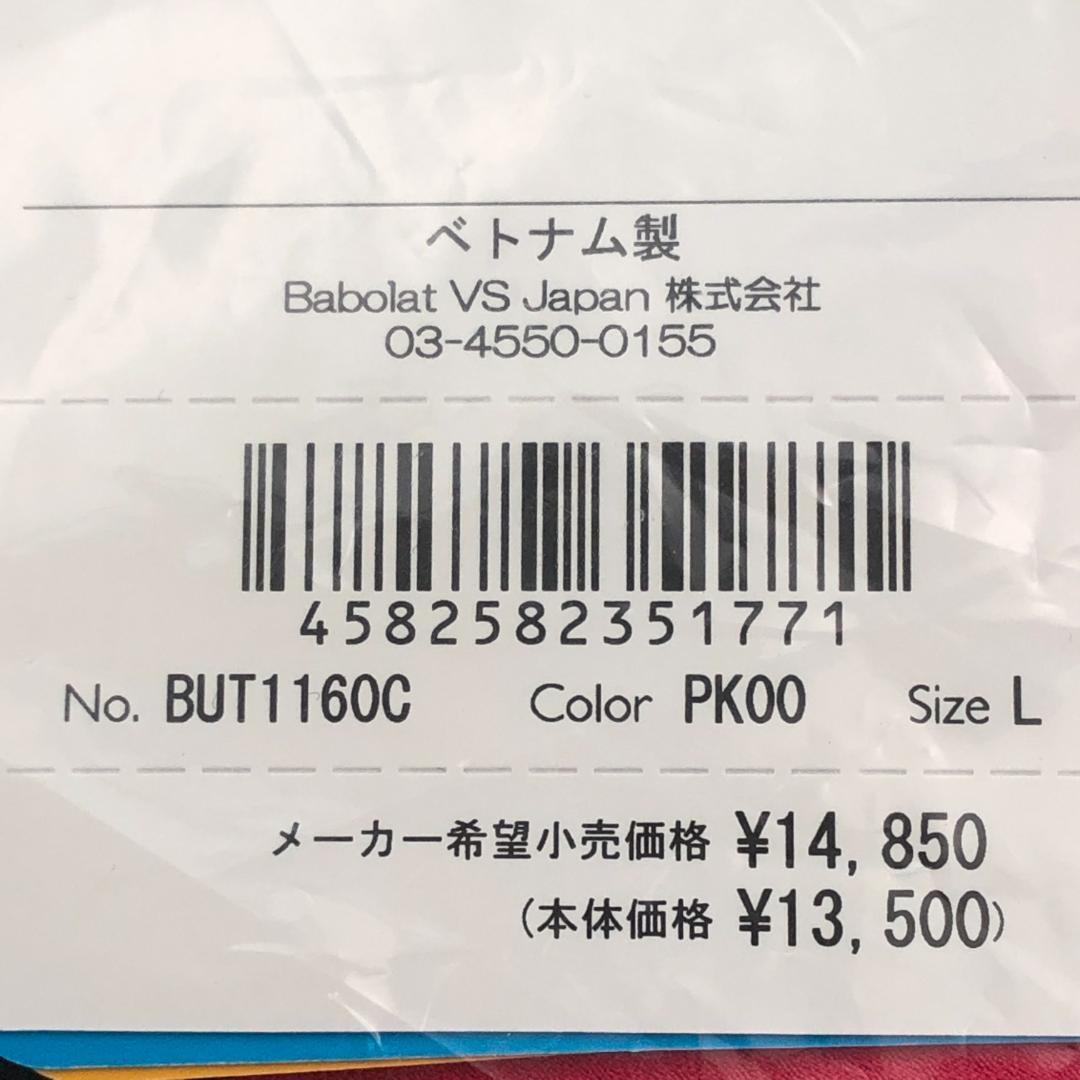 ベトナム製
Babolat VS Japan 株式会社
03-4550-0155
4582582351771
No. BUT1160C Color PK00 Size L
メーカー希望小売価格 ¥14,850
(本体価格 ¥13,500)